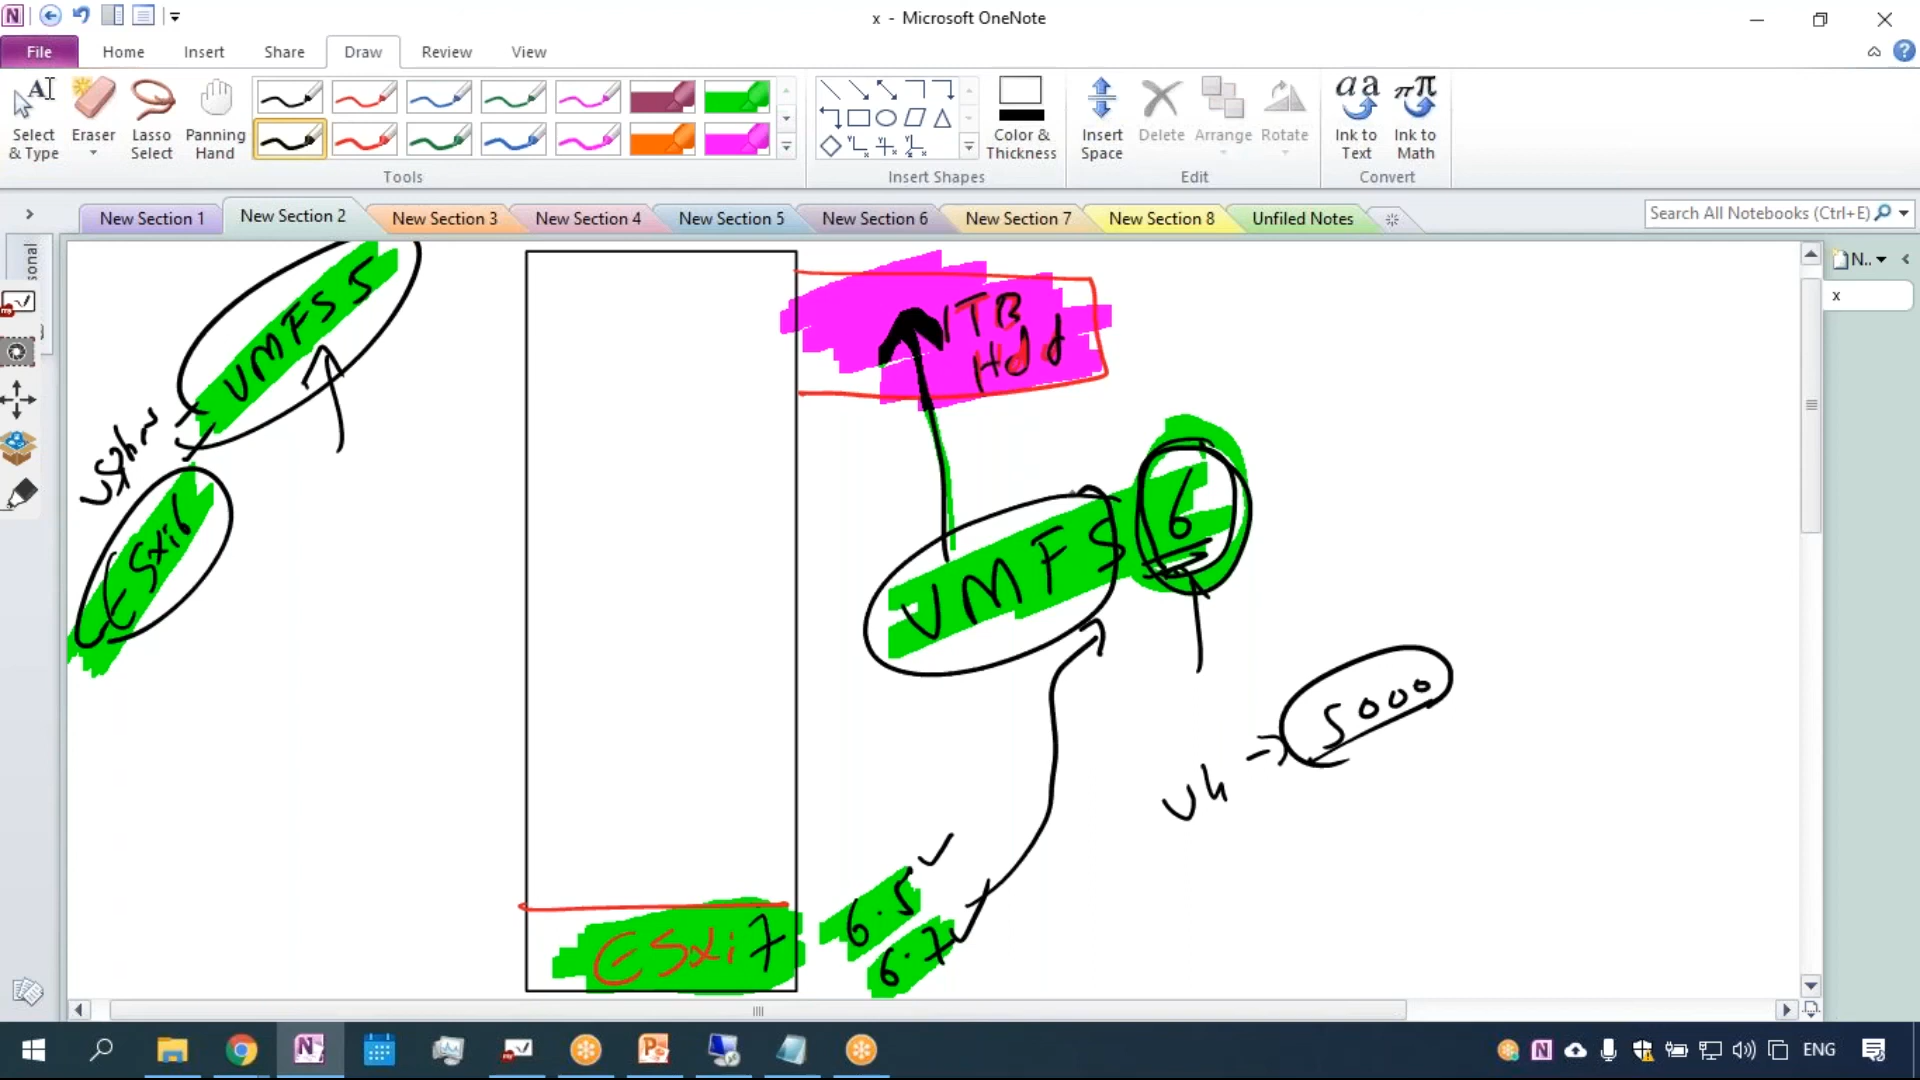 x - Microsoft OneNote
File Home Insert Share Draw Review View
Select & Type
Eraser
Lasso Select
Panning Hand
Color & Thickness
Insert Space
Delete
Arrange
Rotate
Ink to Text
Ink to Math
Tools
Insert Shapes
Edit
Convert
New Section 1 New Section 2 New Section 3 New Section 4 New Section 5 New Section 6 New Section 7 New Section 8 Unfiled Notes
Search All Notebooks (Ctrl+E)
sonal
N..
x
VMFS 5
ESxi6
1TB
Hdd
VMFS 6
5000
6.5
6.7
ESxi 7
ENG